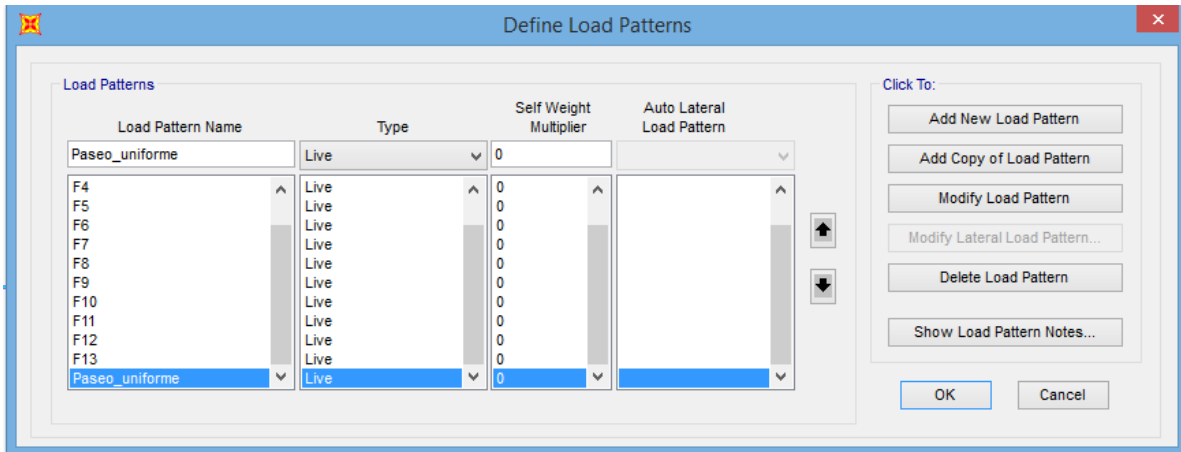 Define Load Patterns
Load Patterns
Load Pattern Name Type Self Weight Multiplier Auto Lateral Load Pattern
Paseo_uniforme Live 0
F4 Live 0
F5 Live 0
F6 Live 0
F7 Live 0
F8 Live 0
F9 Live 0
F10 Live 0
F11 Live 0
F12 Live 0
F13 Live 0
Paseo_uniforme Live 0
Click To:
Add New Load Pattern
Add Copy of Load Pattern
Modify Load Pattern
Modify Lateral Load Pattern...
Delete Load Pattern
Show Load Pattern Notes...
OK Cancel